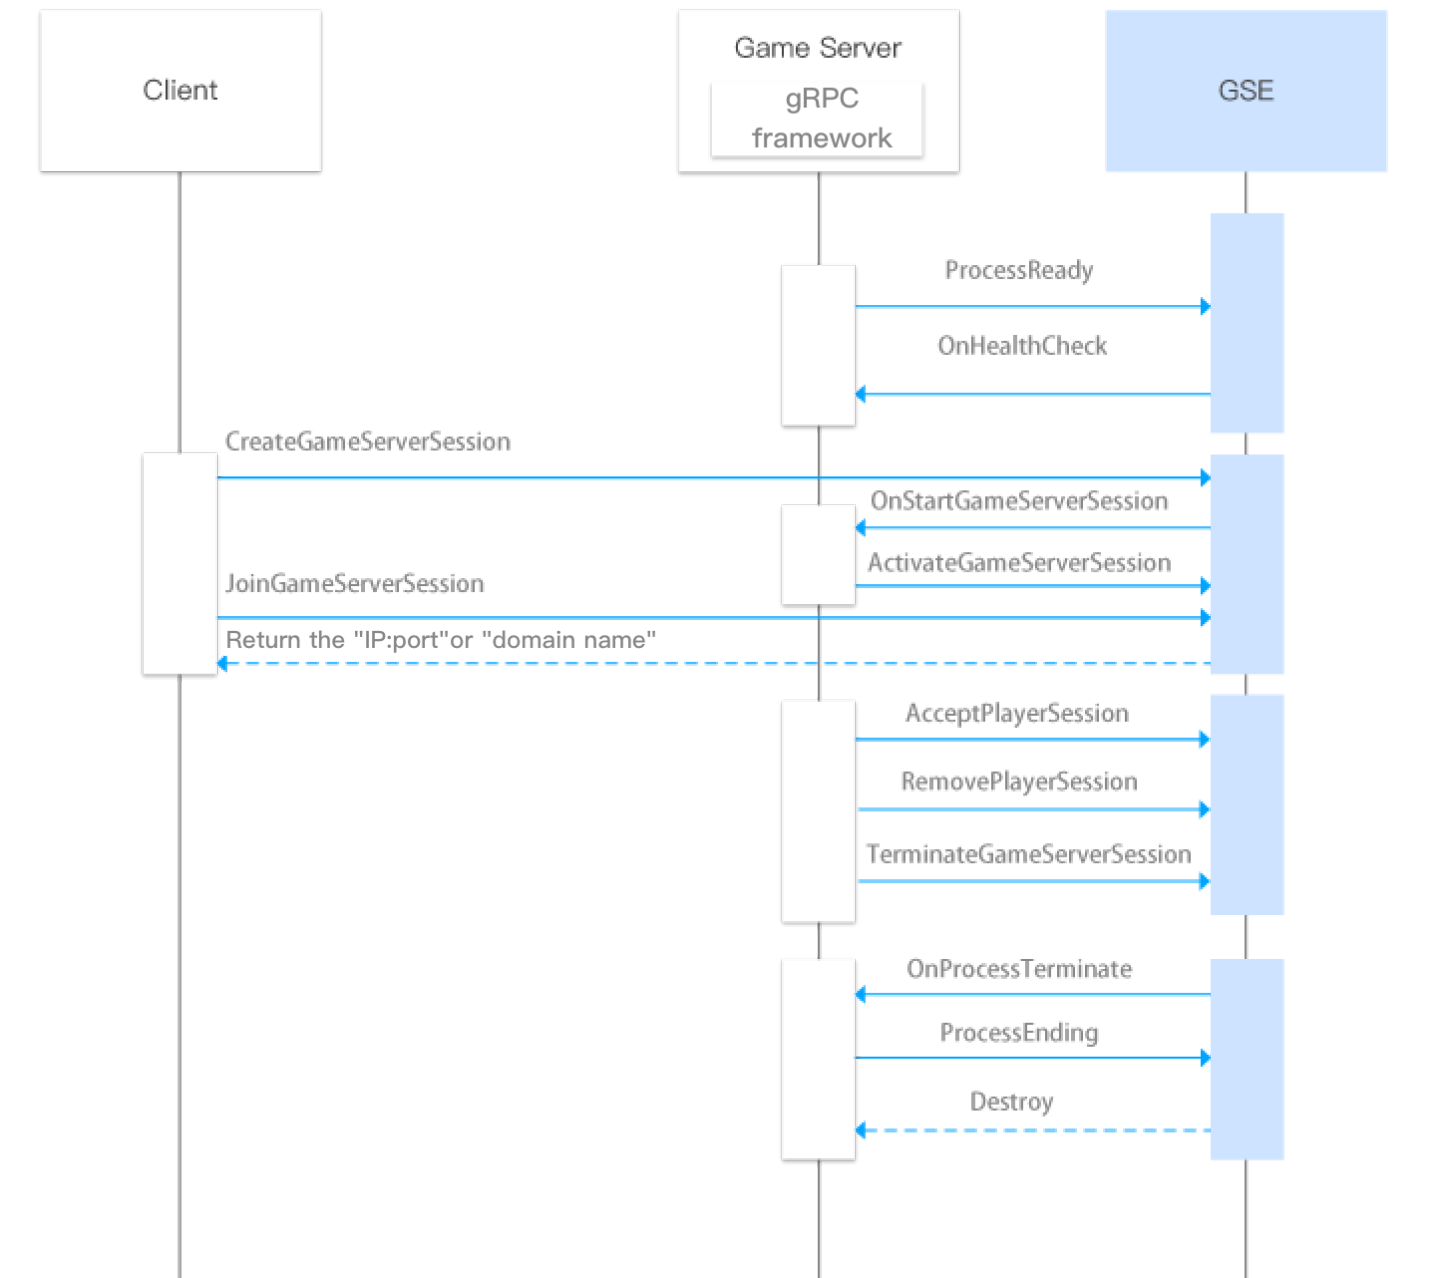 Client
Game Server
gRPC
framework
GSE
ProcessReady
OnHealthCheck
CreateGameServerSession
OnStartGameServerSession
ActivateGameServerSession
JoinGameServerSession
Return the "IP:port"or "domain name"
AcceptPlayerSession
RemovePlayerSession
TerminateGameServerSession
OnProcessTerminate
ProcessEnding
Destroy